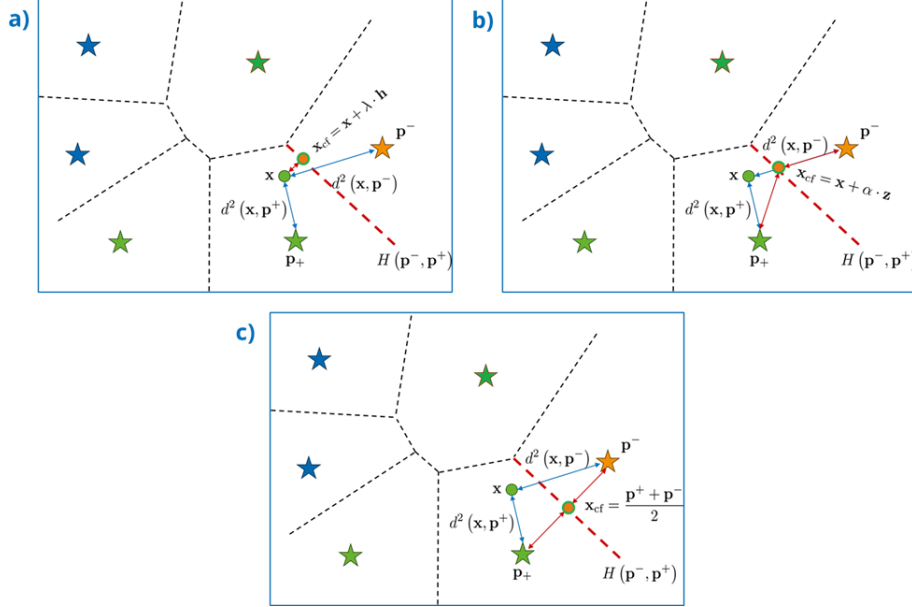 a)
𝐱_cf = 𝐱 + λ · 𝐡
𝐩⁻
𝐱
d² (𝐱, 𝐩⁻)
d² (𝐱, 𝐩⁺)
𝐩₊
H (𝐩⁻, 𝐩⁺)
b)
𝐩⁻
d² (𝐱, 𝐩⁻)
𝐱
𝐱_cf = 𝐱 + α · 𝐳
d² (𝐱, 𝐩⁺)
𝐩₊
H (𝐩⁻, 𝐩⁺)
c)
𝐩⁻
d² (𝐱, 𝐩⁻)
𝐱
𝐱_cf = (𝐩⁺ + 𝐩⁻)/2
d² (𝐱, 𝐩⁺)
𝐩₊
H (𝐩⁻, 𝐩⁺)